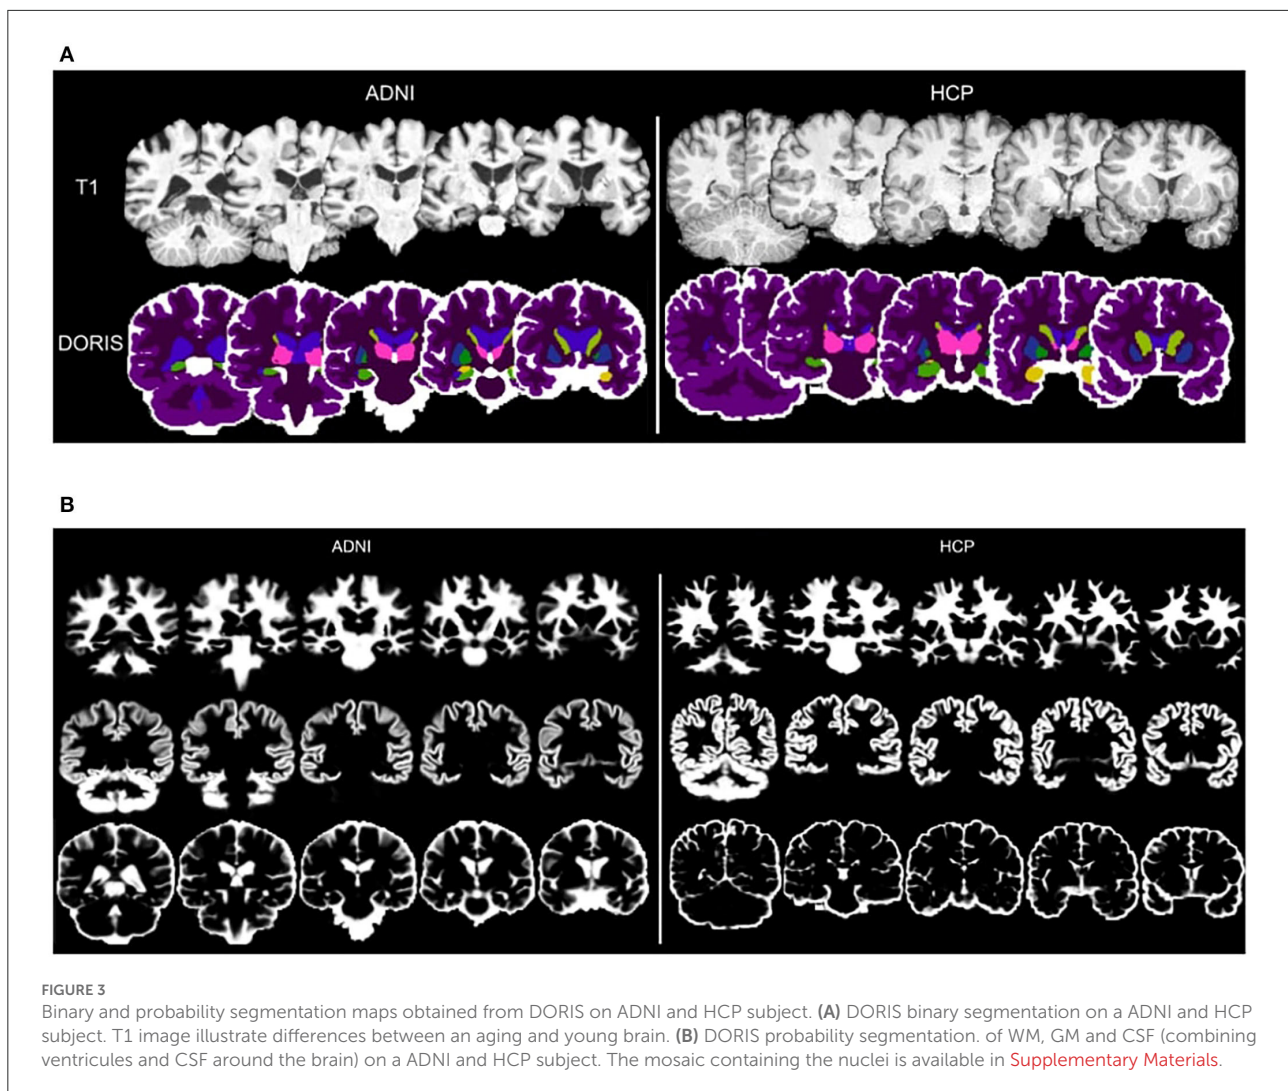 A
ADNI
HCP
T1
DORIS
B
ADNI
HCP
FIGURE 3
Binary and probability segmentation maps obtained from DORIS on ADNI and HCP subject. (A) DORIS binary segmentation on a ADNI and HCP
subject. T1 image illustrate differences between an aging and young brain. (B) DORIS probability segmentation. of WM, GM and CSF (combining
ventricules and CSF around the brain) on a ADNI and HCP subject. The mosaic containing the nuclei is available in Supplementary Materials.